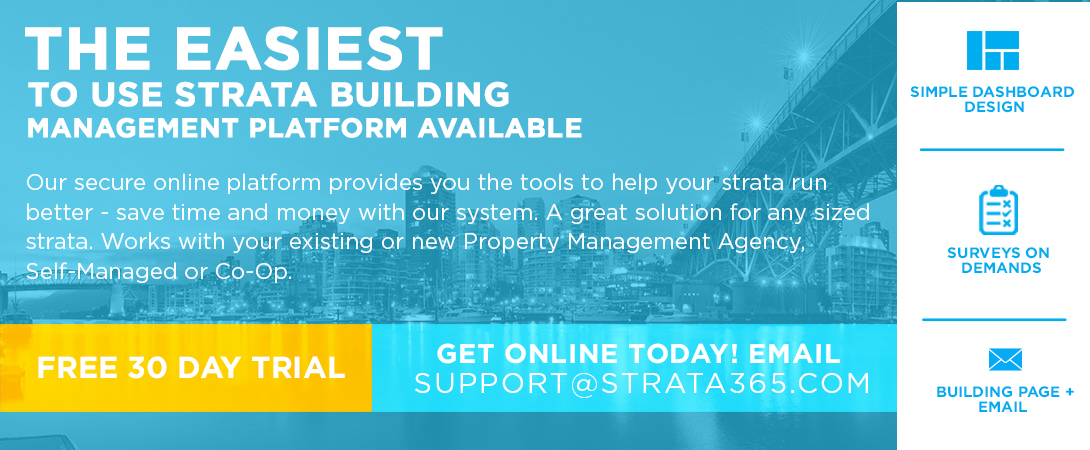 THE EASIEST
TO USE STRATA BUILDING
MANAGEMENT PLATFORM AVAILABLE
Our secure online platform provides you the tools to help your strata run
better - save time and money with our system. A great solution for any sized
strata. Works with your existing or new Property Management Agency,
Self-Managed or Co-Op.
FREE 30 DAY TRIAL
GET ONLINE TODAY! EMAIL
SUPPORT@STRATA365.COM
SIMPLE DASHBOARD
DESIGN
SURVEYS ON
DEMANDS
BUILDING PAGE +
EMAIL